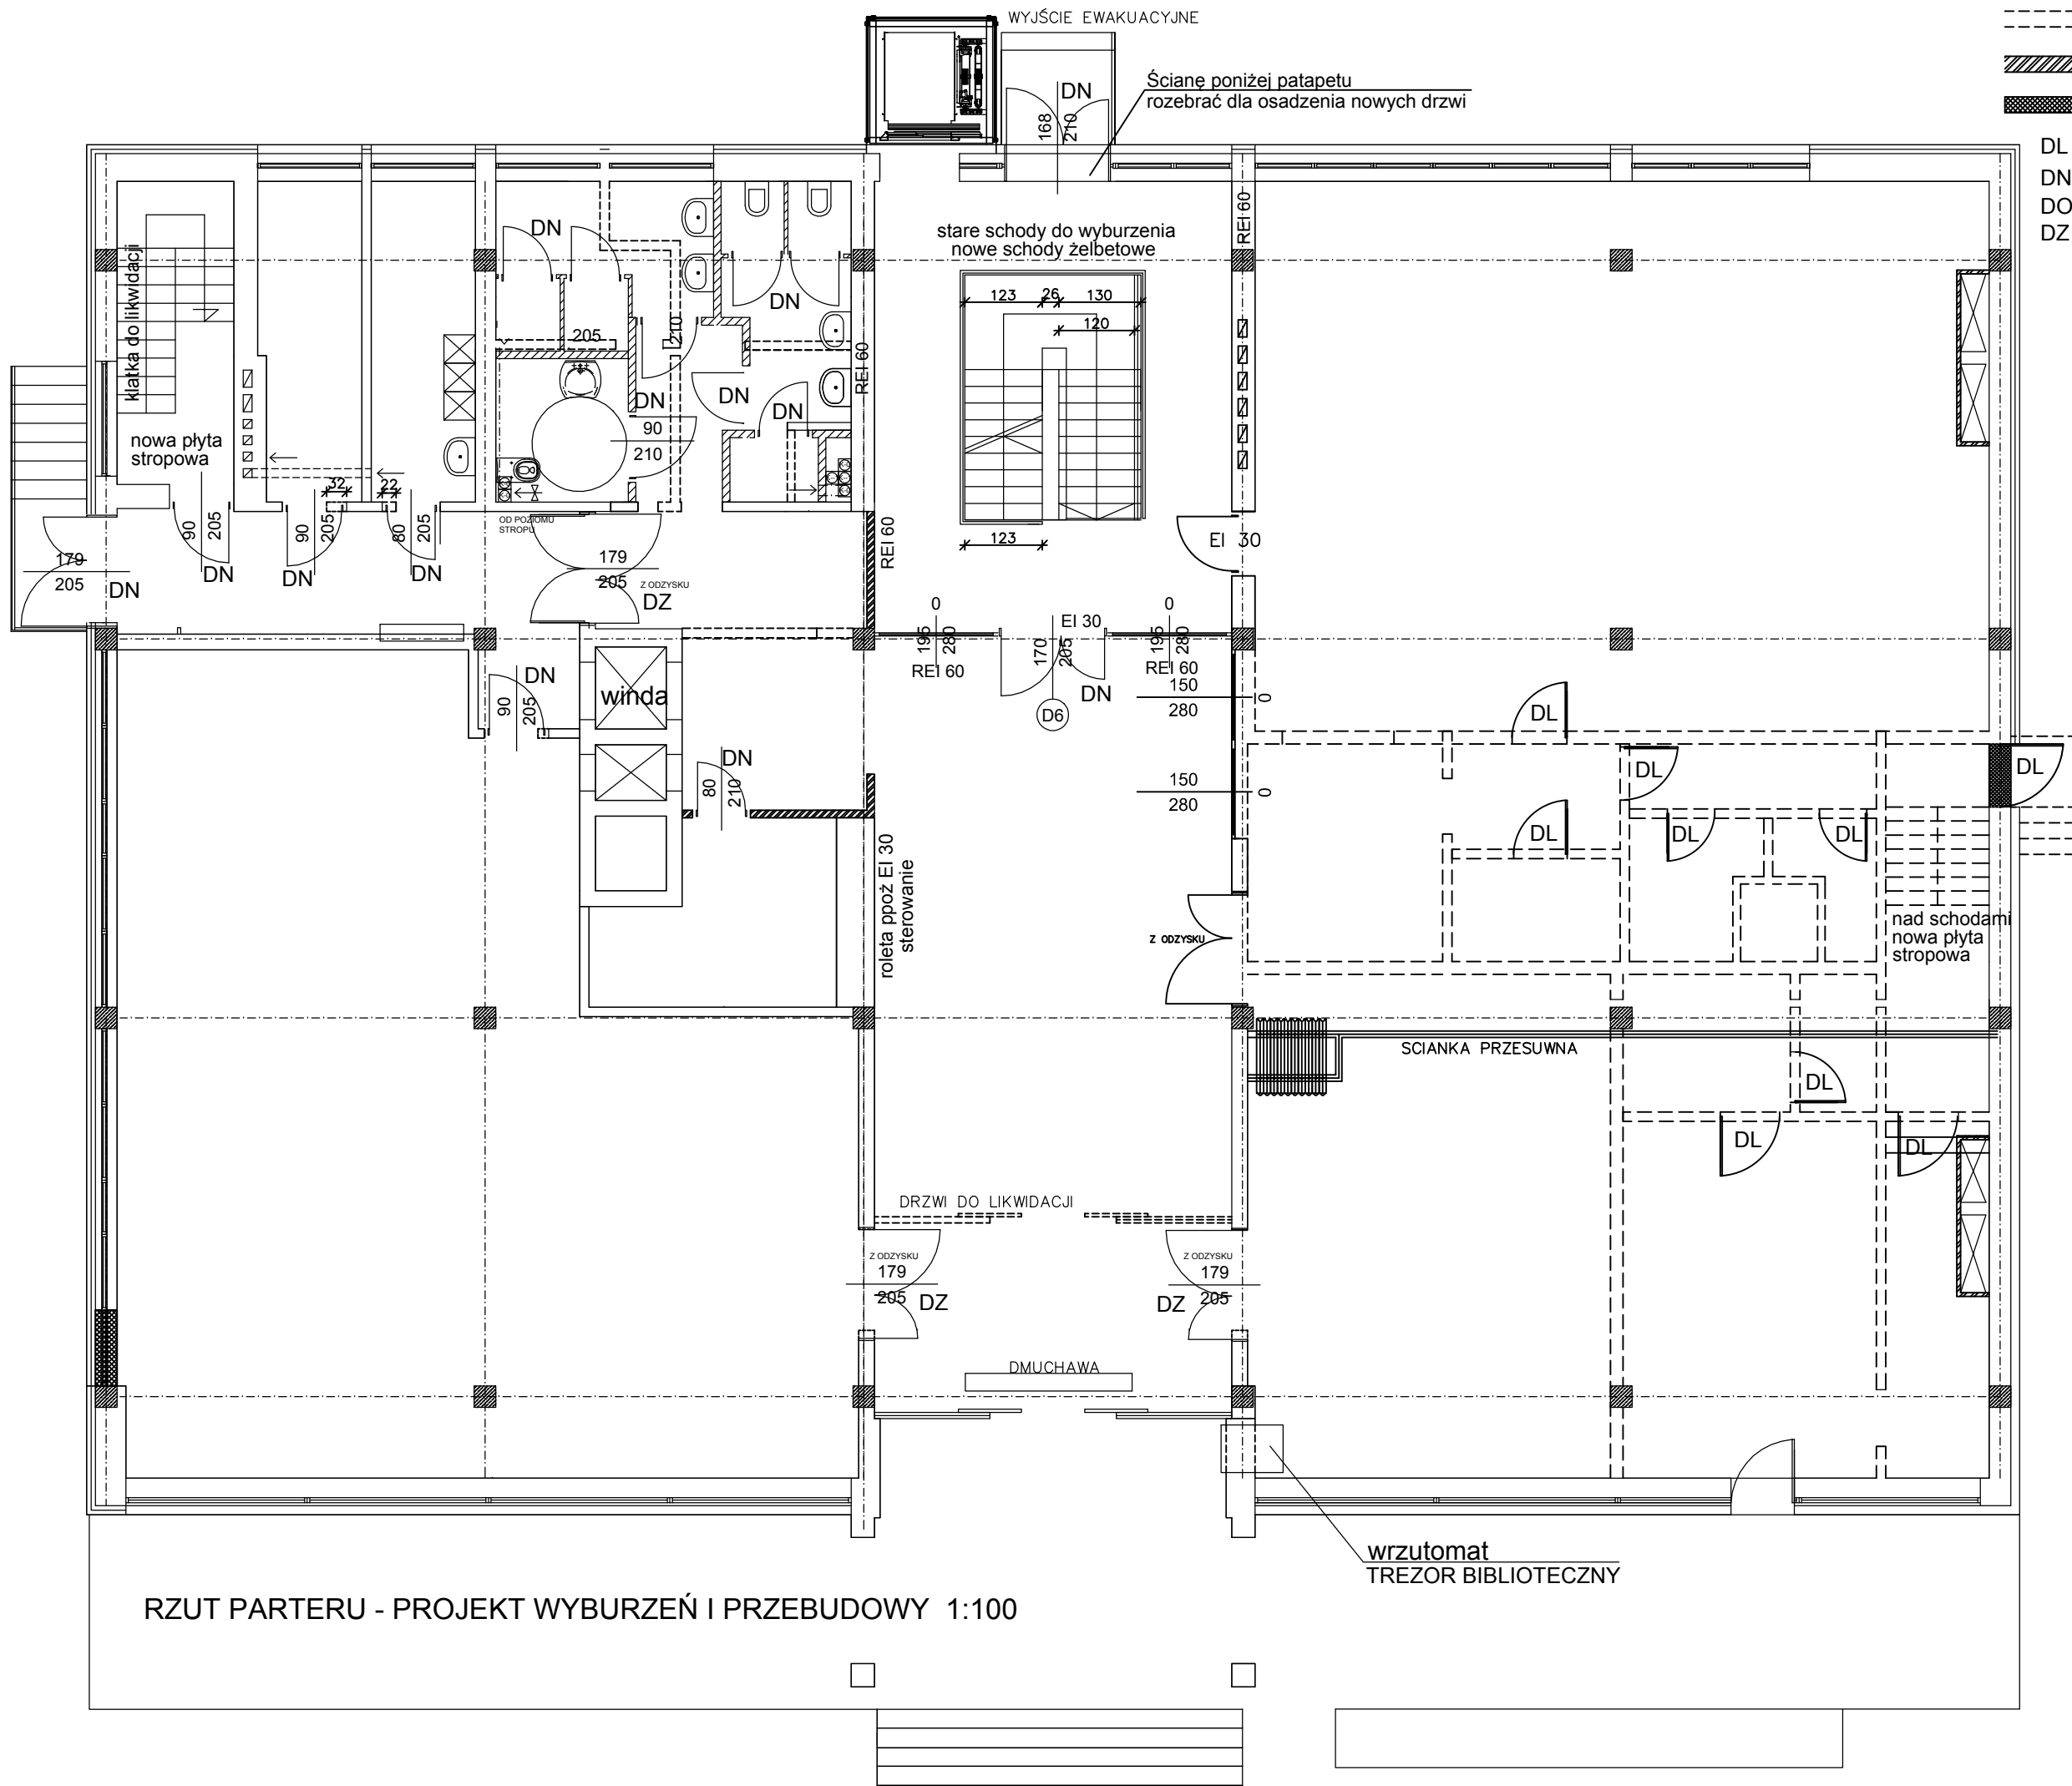 WYJŚCIE EWAKUACYJNE
Ścianę poniżej patapetu
rozebrać dla osadzenia nowych drzwi
DN
168
210
DL
DN
DO
DZ
stare schody do wyburzenia
nowe schody żelbetowe
REI 60
klatka do likwidacji
DN
DN
205
210
REI 60
123
26
130
120
nowa płyta
stropowa
DN
DN
DN
90
210
32
22
90
205
90
205
80
205
OD POZIOMU
STROPU
179
205
DN
DN
DN
DN
179
205
Z ODZYSKU
DZ
REI 60
123
EI 30
0
195
280
REI 60
EI 30
170
205
DN
D6
0
195
280
REI 60
150
280
0
150
280
0
DN
90
205
winda
DN
80
210
roleta ppoż EI 30
sterowanie
DL
DL
DL
DL
DL
DL
Z ODZYSKU
nad schodami
nowa płyta
stropowa
SCIANKA PRZESUWNA
DL
DL
DL
DRZWI DO LIKWIDACJI
Z ODZYSKU
179
205
DZ
Z ODZYSKU
179
205
DZ
DMUCHAWA
wrzutomat
TREZOR BIBLIOTECZNY
RZUT PARTERU - PROJEKT WYBURZEŃ I PRZEBUDOWY 1:100